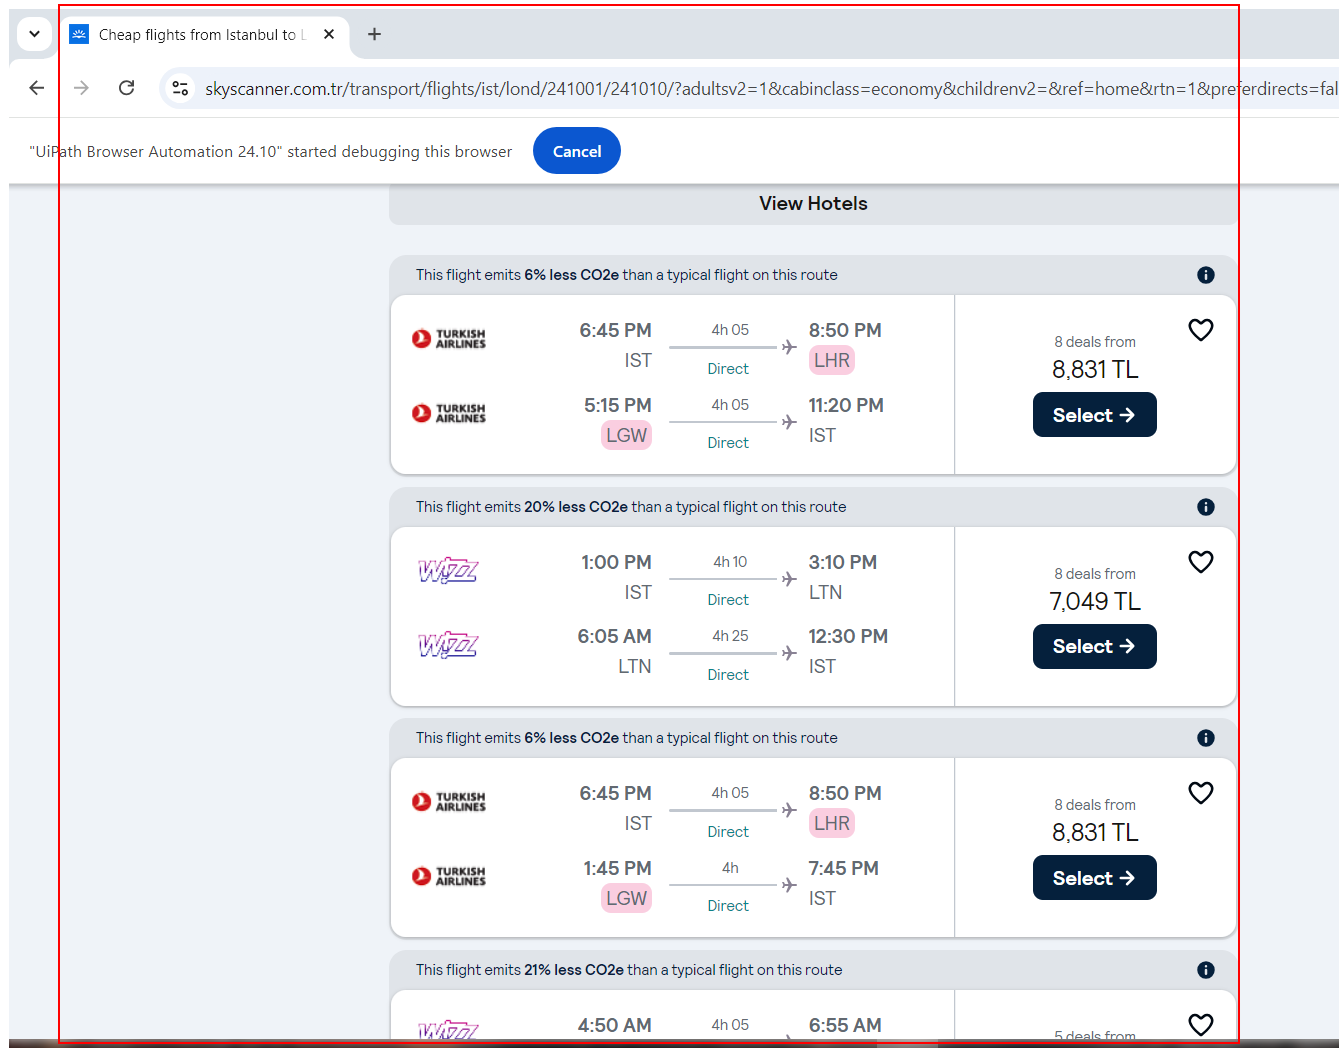 Cheap flights from Istanbul to
skyscanner.com.tr/transport/flights/ist/lond/241001/241010/?adultsv2=1&cabinclass=economy&childrenv2=&ref=home&rtn=1&preferdirects=fal
"UiPath Browser Automation 24.10" started debugging this browser
Cancel
View Hotels
This flight emits 6% less CO2e than a typical flight on this route
TURKISH AIRLINES
6:45 PM 4h 05 8:50 PM
IST Direct LHR
TURKISH AIRLINES
5:15 PM 4h 05 11:20 PM
LGW Direct IST
8 deals from
8,831 TL
Select
This flight emits 20% less CO2e than a typical flight on this route
WIZZ
1:00 PM 4h 10 3:10 PM
IST Direct LTN
WIZZ
6:05 AM 4h 25 12:30 PM
LTN Direct IST
8 deals from
7,049 TL
Select
This flight emits 6% less CO2e than a typical flight on this route
TURKISH AIRLINES
6:45 PM 4h 05 8:50 PM
IST Direct LHR
TURKISH AIRLINES
1:45 PM 4h 7:45 PM
LGW Direct IST
8 deals from
8,831 TL
Select
This flight emits 21% less CO2e than a typical flight on this route
WIZZ
4:50 AM 4h 05 6:55 AM
5 deals from